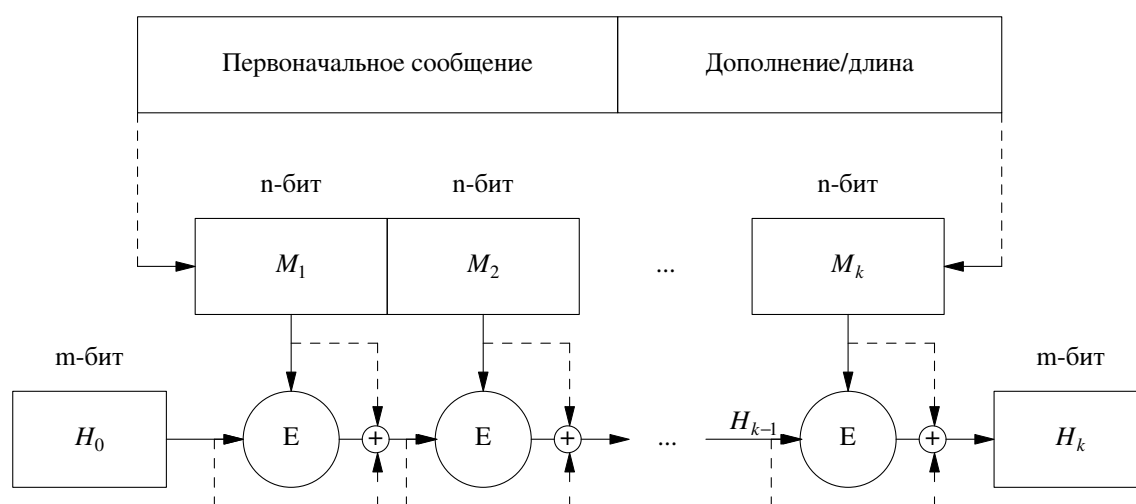 Первоначальное сообщение Дополнение/длина
n-бит n-бит n-бит
M₁ M₂ ... Mₖ
m-бит m-бит
H₀ E + E + ... Hₖ₋₁ E + Hₖ